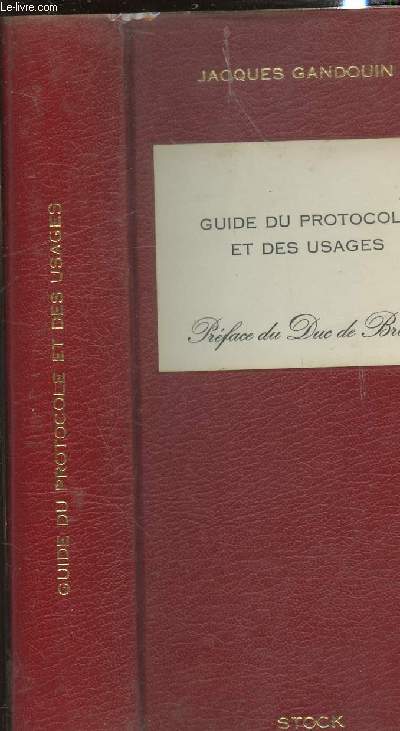 Le-livre.com
JACQUES GANDOUIN
GUIDE DU PROTOCOL
ET DES USAGES
Préface du Duc de Br
STOCK
GUIDE DU PROTOCOLE ET DES USAGES